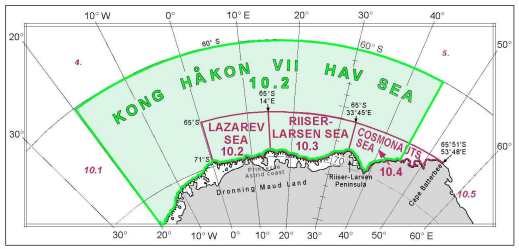 10° W
0°
10° E
20°
30°
40°
20°
4.
60° S
60° S
5.
50°
KONG HÅKON VII HAV SEA
10.2
65°S
14°E
65°S
33°45'E
65°S
LAZAREV
SEA
10.2
RIISER-
LARSEN SEA
10.3
COSMONAUTS
SEA
10.4
65°51'S
53°48'E
30°
60°
10.1
71°S
Princesse
Astrid coast
Dronning Maud Land
Riiser-Larsen
Peninsula
Cape Batterbee
10.5
30°
20°
10° W
0°
10°
20°
30°
40°
50°
60° E